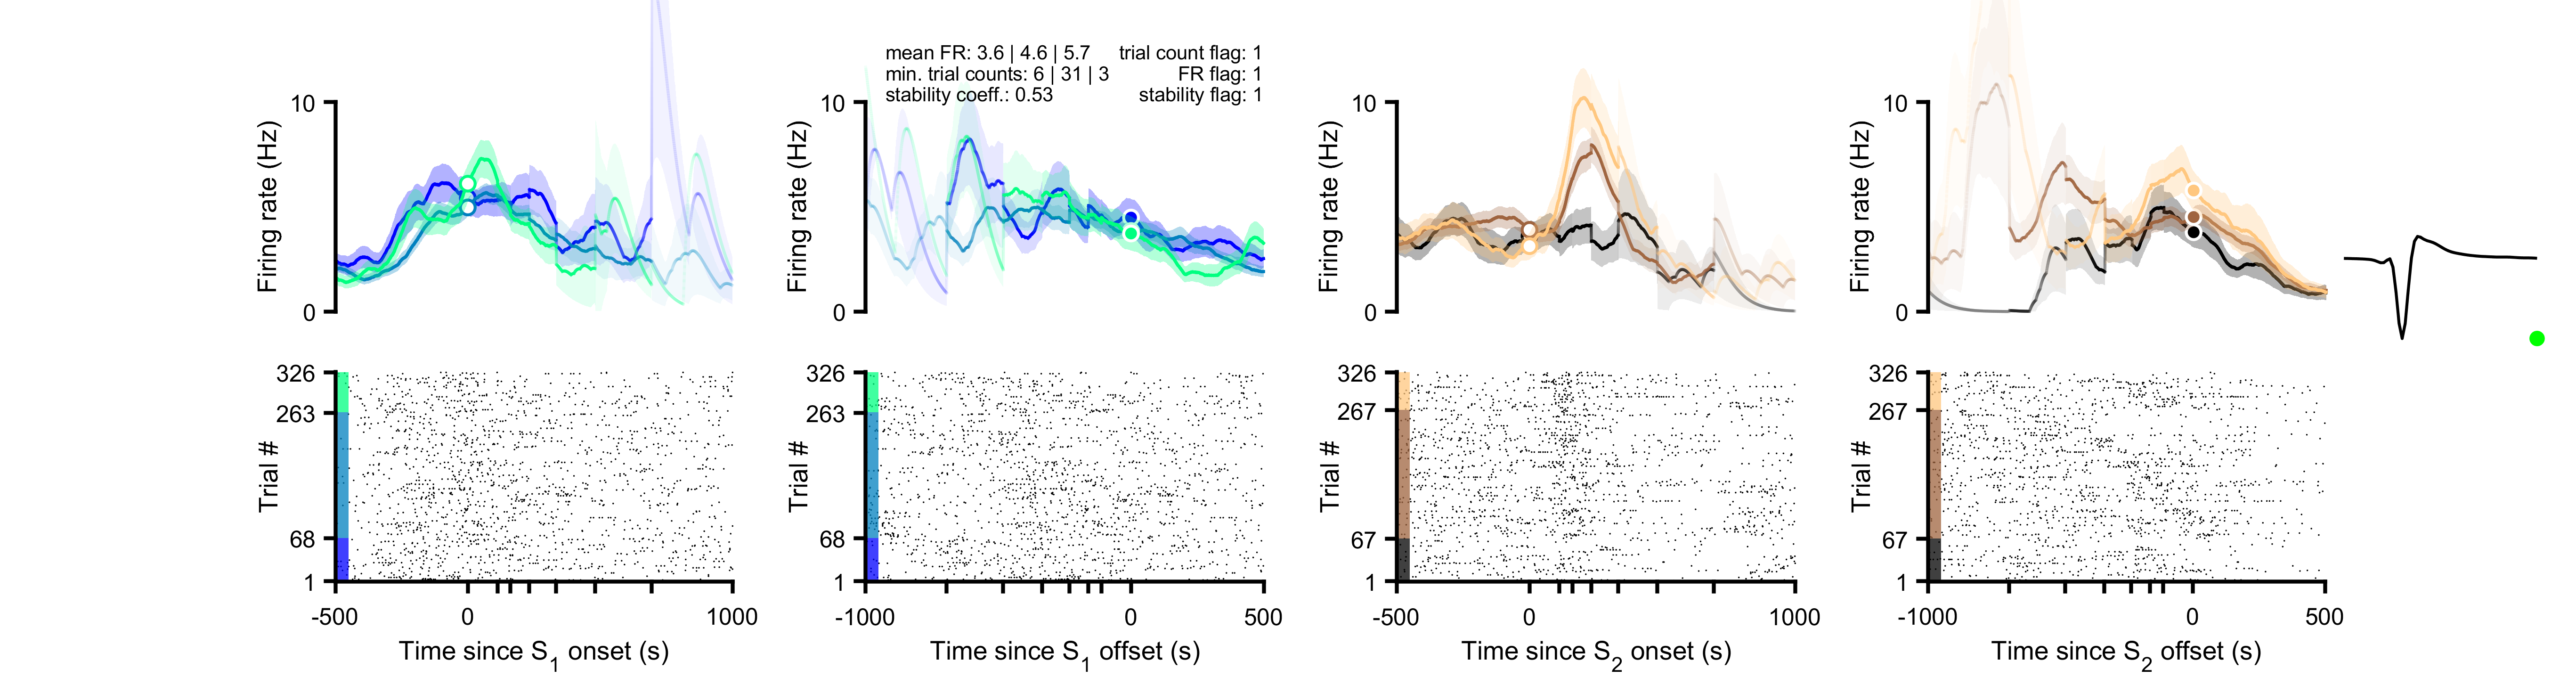 mean FR: 3.6 | 4.6 | 5.7 trial count flag: 1
min. trial counts: 6 | 31 | 3 FR flag: 1
stability coeff.: 0.53 stability flag: 1
Firing rate (Hz)
10
0
Firing rate (Hz)
10
0
Firing rate (Hz)
10
0
Firing rate (Hz)
10
0
Trial #
326
263
68
1
-500 0 1000
Time since S1 onset (s)
Trial #
326
263
68
1
-1000 0 500
Time since S1 offset (s)
Trial #
326
267
67
1
-500 0 1000
Time since S2 onset (s)
Trial #
326
267
67
1
-1000 0 500
Time since S2 offset (s)